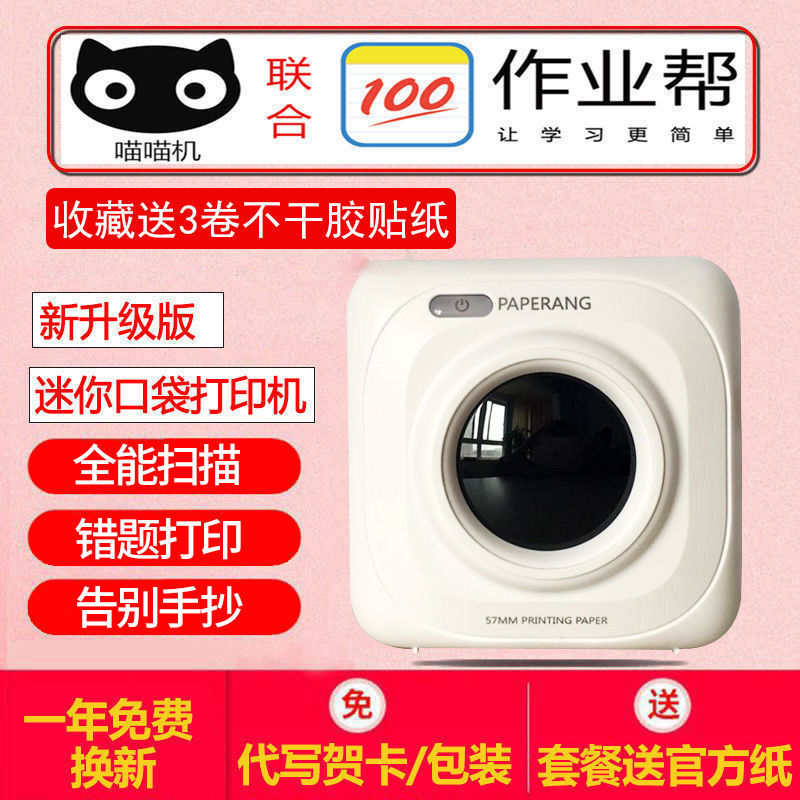 喵喵机
联合
100
作业帮
让学习更简单
收藏送3卷不干胶贴纸
新升级版
迷你口袋打印机
全能扫描
错题打印
告别手抄
PAPERANG
57MM PRINTING PAPER
一年免费
换新
免
代写贺卡/包装
送
套餐送官方纸